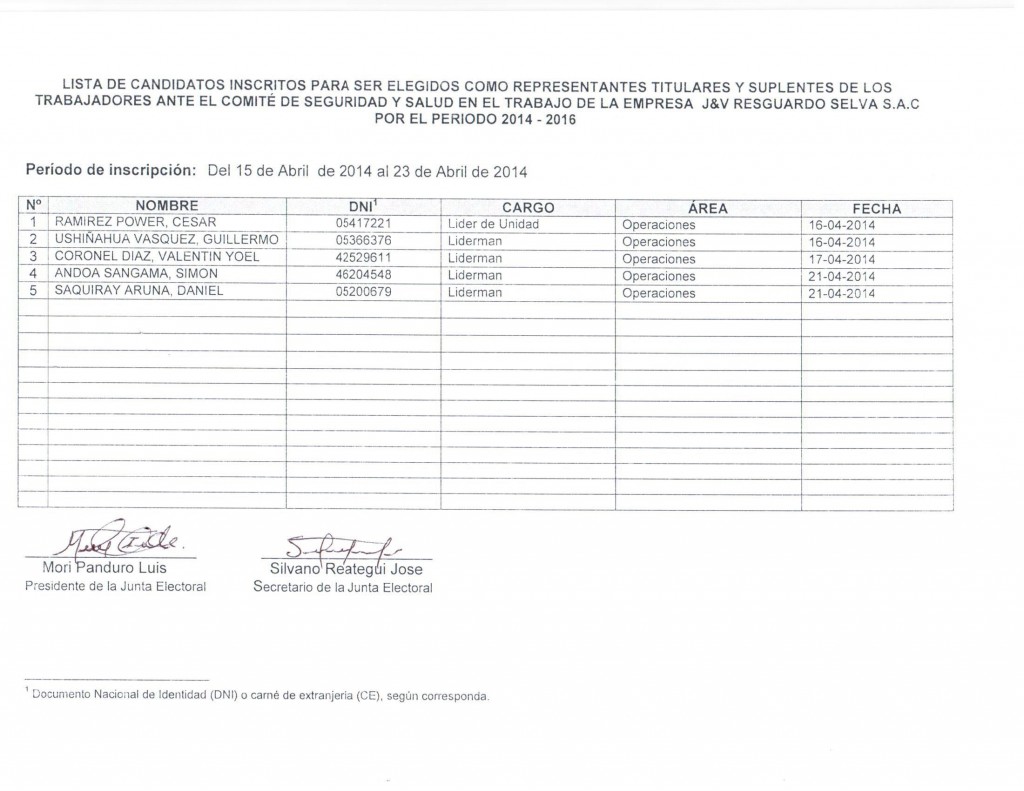 LISTA DE CANDIDATOS INSCRITOS PARA SER ELEGIDOS COMO REPRESENTANTES TITULARES Y SUPLENTES DE LOS
TRABAJADORES ANTE EL COMITÉ DE SEGURIDAD Y SALUD EN EL TRABAJO DE LA EMPRESA J&V RESGUARDO SELVA S.A.C
POR EL PERIODO 2014 - 2016
Periodo de inscripción: Del 15 de Abril de 2014 al 23 de Abril de 2014
Nº NOMBRE DNI¹ CARGO ÁREA FECHA
1 RAMIREZ POWER, CESAR 05417221 Lider de Unidad Operaciones 16-04-2014
2 USHIÑAHUA VASQUEZ, GUILLERMO 05366376 Liderman Operaciones 16-04-2014
3 CORONEL DIAZ, VALENTIN YOEL 42529611 Liderman Operaciones 17-04-2014
4 ANDOA SANGAMA, SIMON 46204548 Liderman Operaciones 21-04-2014
5 SAQUIRAY ARUNA, DANIEL 05200679 Liderman Operaciones 21-04-2014
Mori Panduro Luis Silvano Reategui Jose
Presidente de la Junta Electoral Secretario de la Junta Electoral
¹ Documento Nacional de Identidad (DNI) o carné de extranjeria (CE), según corresponda.